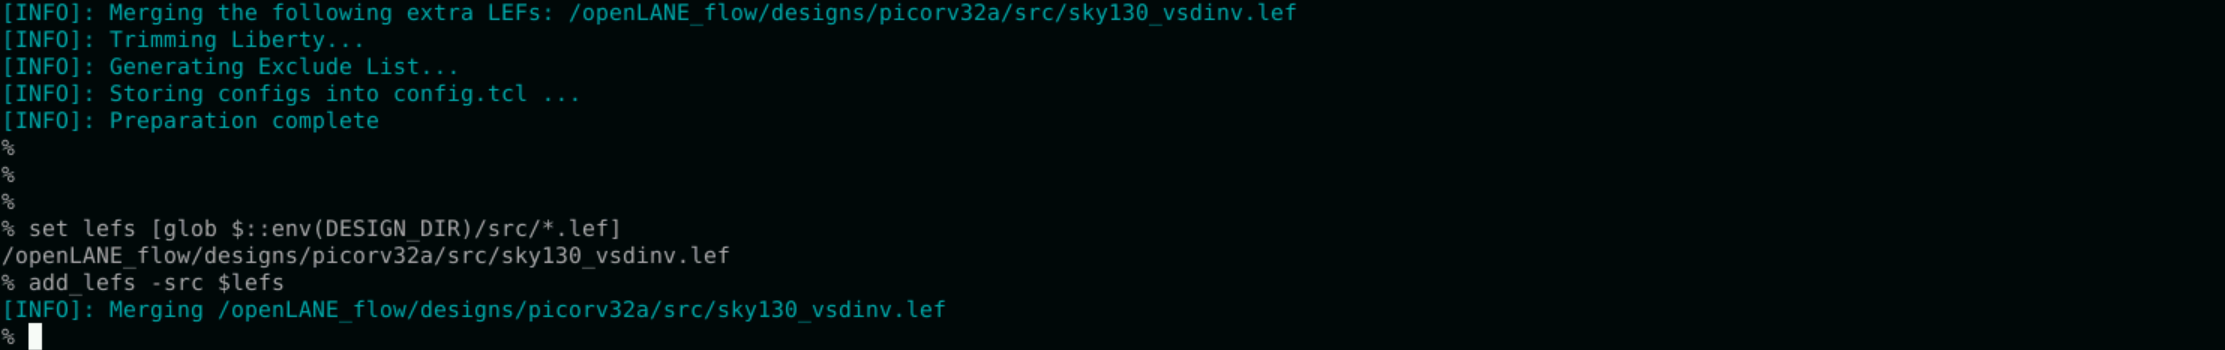 [INFO]: Merging the following extra LEFs: /openLANE_flow/designs/picorv32a/src/sky130_vsdinv.lef
[INFO]: Trimming Liberty...
[INFO]: Generating Exclude List...
[INFO]: Storing configs into config.tcl ...
[INFO]: Preparation complete
%
%
%
% set lefs [glob $::env(DESIGN_DIR)/src/*.lef]
/openLANE_flow/designs/picorv32a/src/sky130_vsdinv.lef
% add_lefs -src $lefs
[INFO]: Merging /openLANE_flow/designs/picorv32a/src/sky130_vsdinv.lef
%